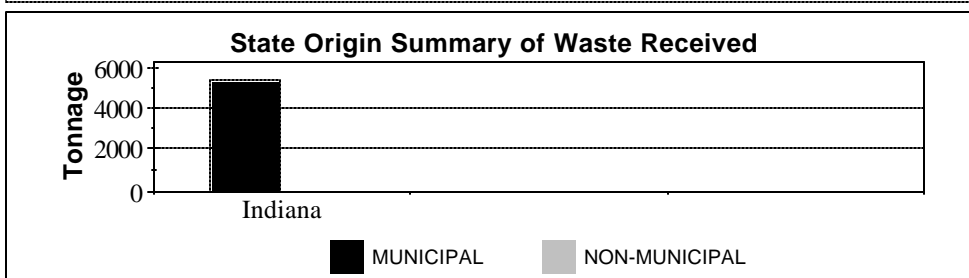 State Origin Summary of Waste Received
Tonnage
6000
4000
2000
0
Indiana
MUNICIPAL NON-MUNICIPAL